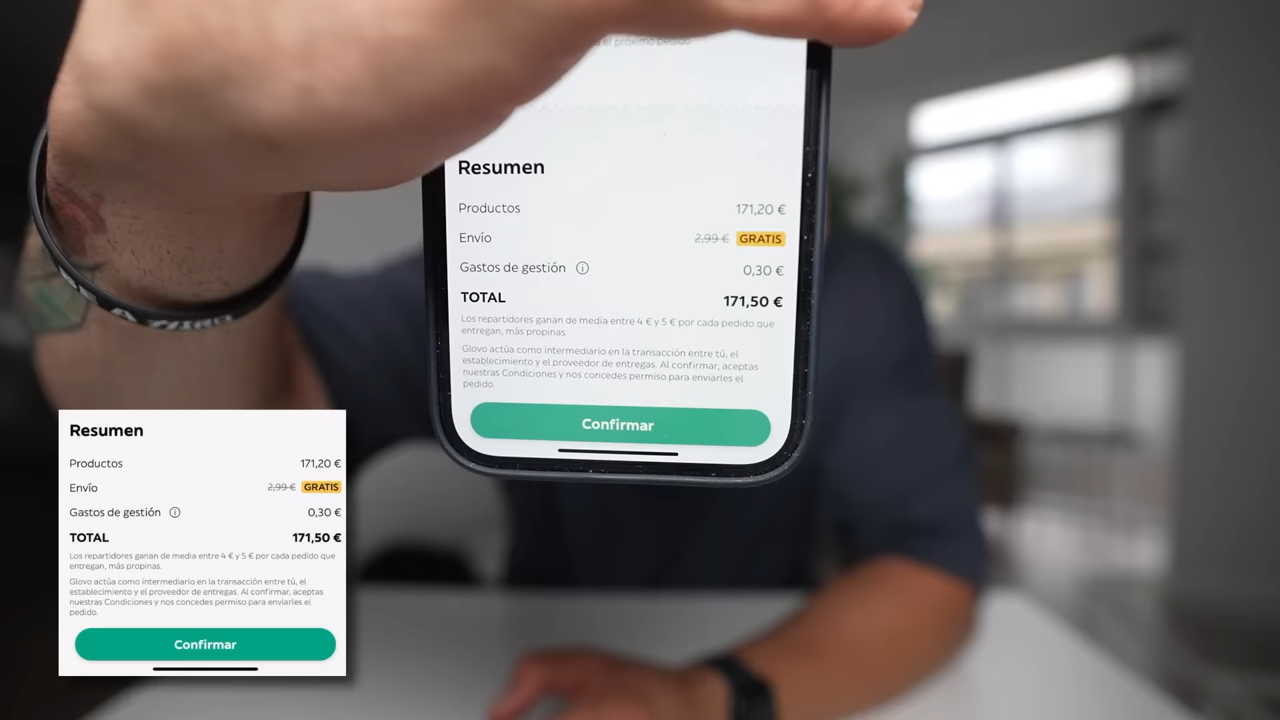 el próximo pedido
Resumen
Productos 171,20 €
Envío 2,99 € GRATIS
Gastos de gestión 0,30 €
TOTAL 171,50 €
Los repartidores ganan de media entre 4 € y 5 € por cada pedido que
entregan, más propinas.
Glovo actúa como intermediario en la transacción entre tú, el
establecimiento y el proveedor de entregas. Al confirmar, aceptas
nuestras Condiciones y nos concedes permiso para enviarles el
pedido.
Confirmar
Resumen
Productos 171,20 €
Envío 2,99 € GRATIS
Gastos de gestión 0,30 €
TOTAL 171,50 €
Los repartidores ganan de media entre 4 € y 5 € por cada pedido que
entregan, más propinas.
Glovo actúa como intermediario en la transacción entre tú, el
establecimiento y el proveedor de entregas. Al confirmar, aceptas
nuestras Condiciones y nos concedes permiso para enviarles el
pedido.
Confirmar